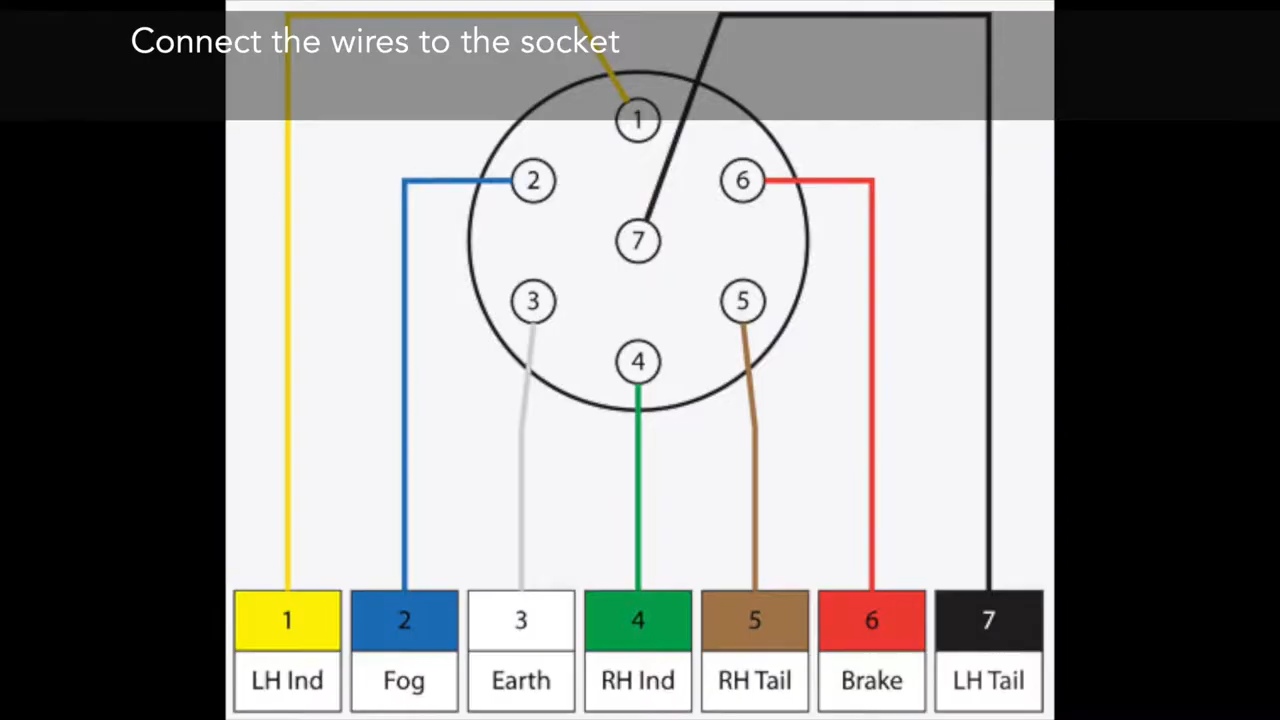 Connect the wires to the socket
1
2
6
7
3
5
4
1 2 3 4 5 6 7
LH Ind Fog Earth RH Ind RH Tail Brake LH Tail